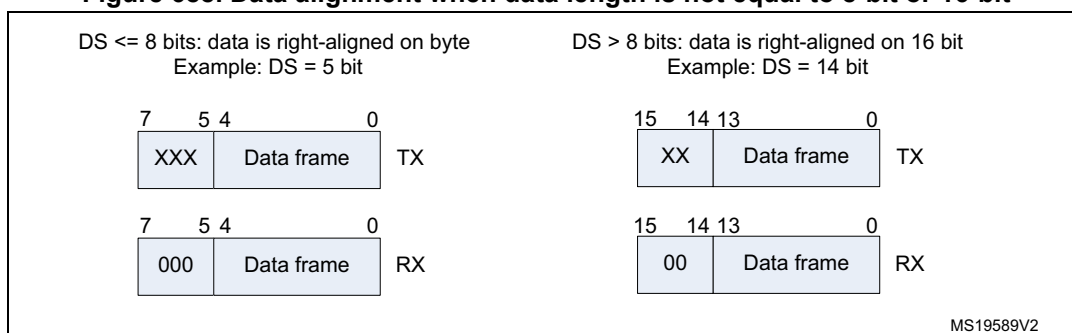 DS <= 8 bits: data is right-aligned on byte
Example: DS = 5 bit
7 5 4 0
XXX Data frame TX
7 5 4 0
000 Data frame RX
DS > 8 bits: data is right-aligned on 16 bit
Example: DS = 14 bit
15 14 13 0
XX Data frame TX
15 14 13 0
00 Data frame RX
MS19589V2